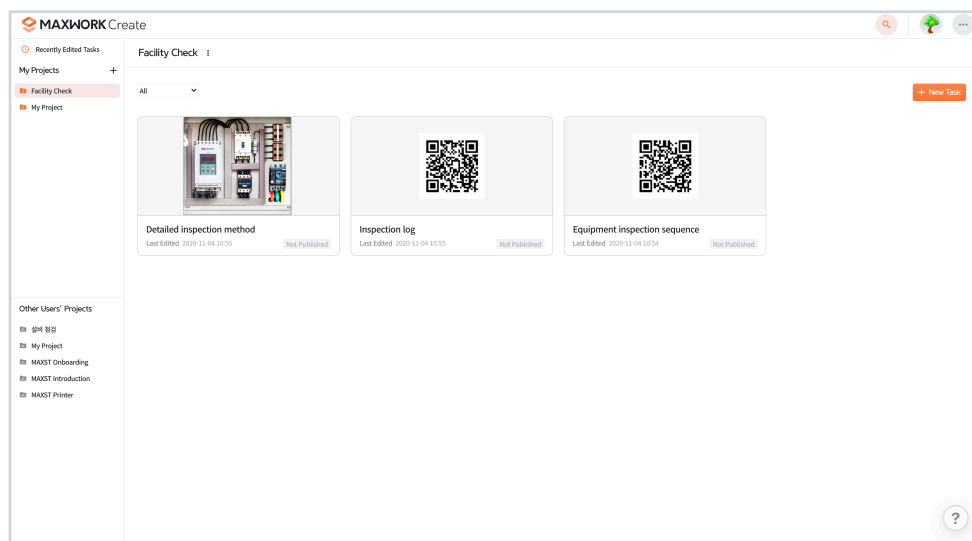 MAXWORK Create
Recently Edited Tasks
My Projects +
Facility Check
My Project
Other Users' Projects
설비 점검
My Project
MAXST Onboarding
MAXST Introduction
MAXST Printer
Facility Check
All
+ New Task
Detailed inspection method
Last Edited 2020-11-04 10:55
Not Published
Inspection log
Last Edited 2020-11-04 10:55
Not Published
Equipment inspection sequence
Last Edited 2020-11-04 10:54
Not Published
?